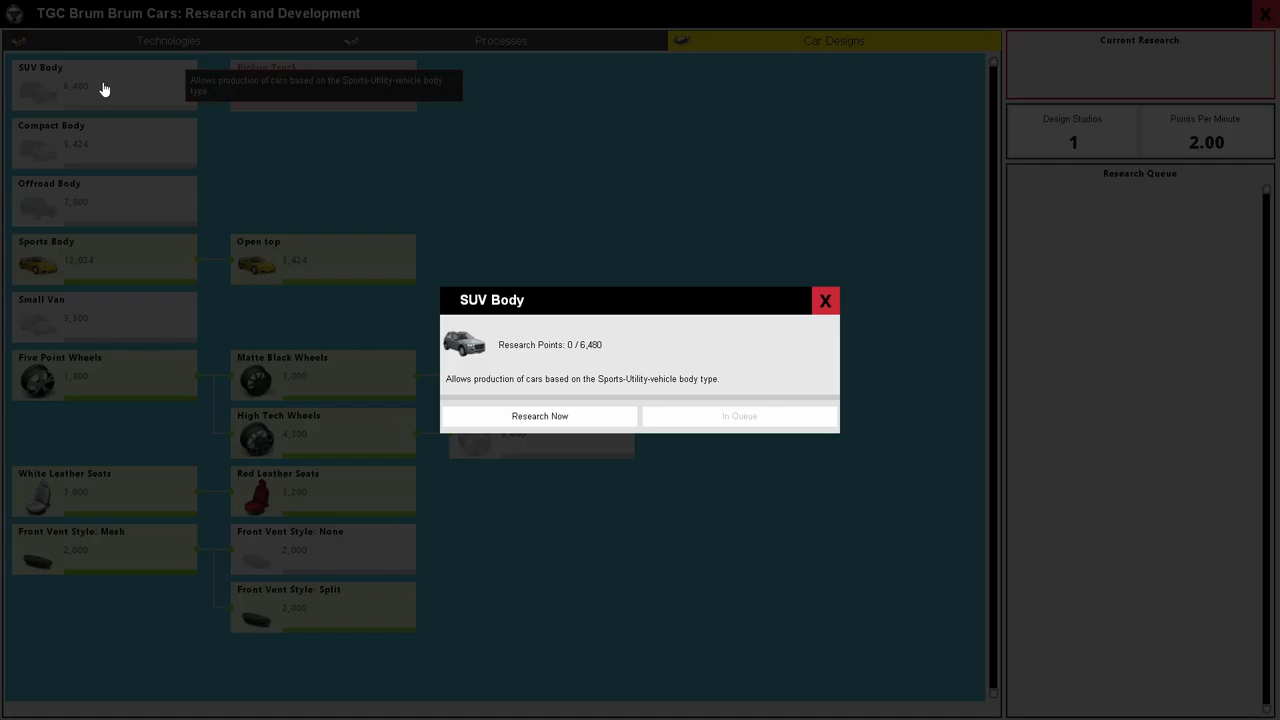 TGC Brum Brum Cars: Research and Development
X
Technologies
Processes
Car Designs
Current Research
SUV Body
6,480
Pickup Truck
Allows production of cars based on the Sports-Utility-vehicle body
type.
Compact Body
5,424
Offroad Body
7,800
Sports Body
12,024
Open top
5,424
Small Van
5,300
Five Point Wheels
1,800
Matte Black Wheels
3,000
High Tech Wheels
White Leather Seats
3,000
Red Leather Seats
3,200
Front Vent Style: Mesh
2,000
Front Vent Style: None
2,000
Front Vent Style: Split
2,000
SUV Body
X
Research Points: 0 / 6,480
Allows production of cars based on the Sports-Utility-vehicle body type.
Research Now
In Queue
Design Studios
1
Points Per Minute:
2.00
Research Queue